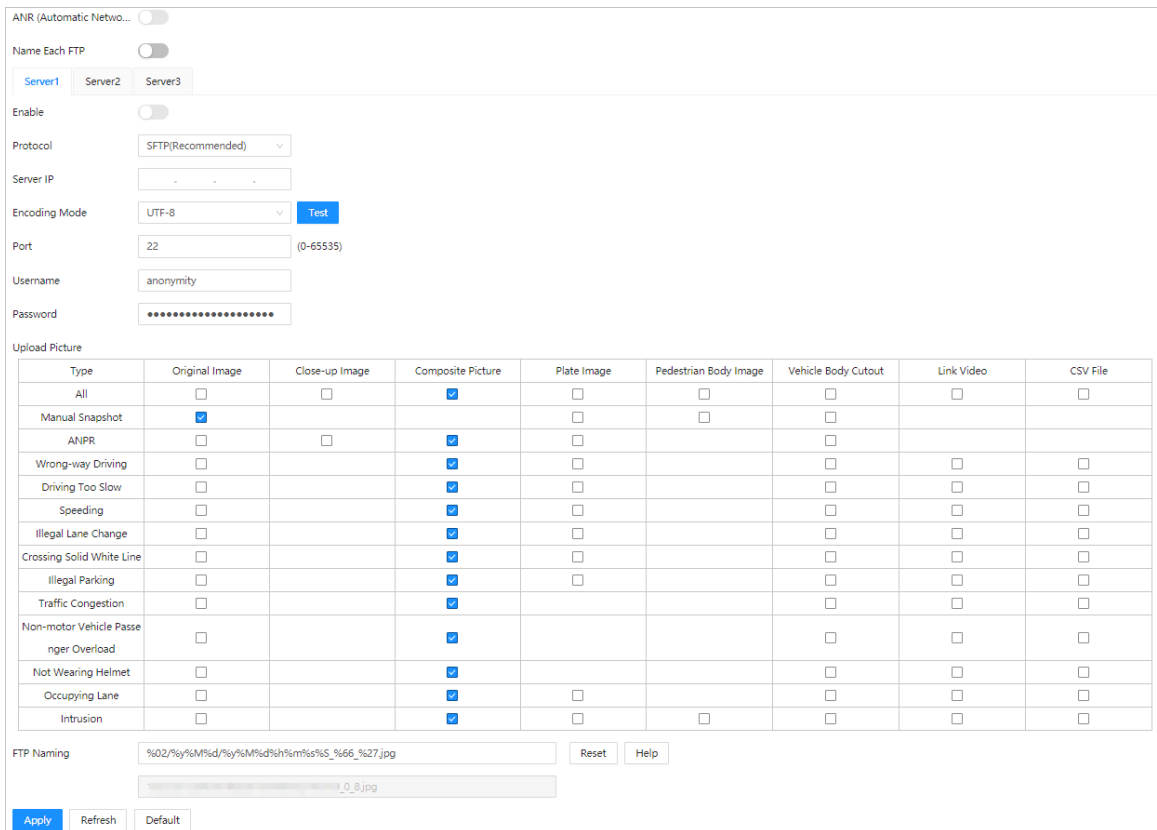 ANR (Automatic Netwo...
Name Each FTP
Server1 Server2 Server3
Enable
Protocol SFTP(Recommended)
Server IP . . .
Encoding Mode UTF-8 Test
Port 22 (0-65535)
Username anonymity
Password ••••••••••••••••••••
Upload Picture
Type Original Image Close-up Image Composite Picture Plate Image Pedestrian Body Image Vehicle Body Cutout Link Video CSV File
All
Manual Snapshot
ANPR
Wrong-way Driving
Driving Too Slow
Speeding
Illegal Lane Change
Crossing Solid White Line
Illegal Parking
Traffic Congestion
Non-motor Vehicle Passe
nger Overload
Not Wearing Helmet
Occupying Lane
Intrusion
FTP Naming %02/%y%M%d/%y%M%d%h%m%s%S_%66_%27.jpg Reset Help
_0_8.jpg
Apply Refresh Default